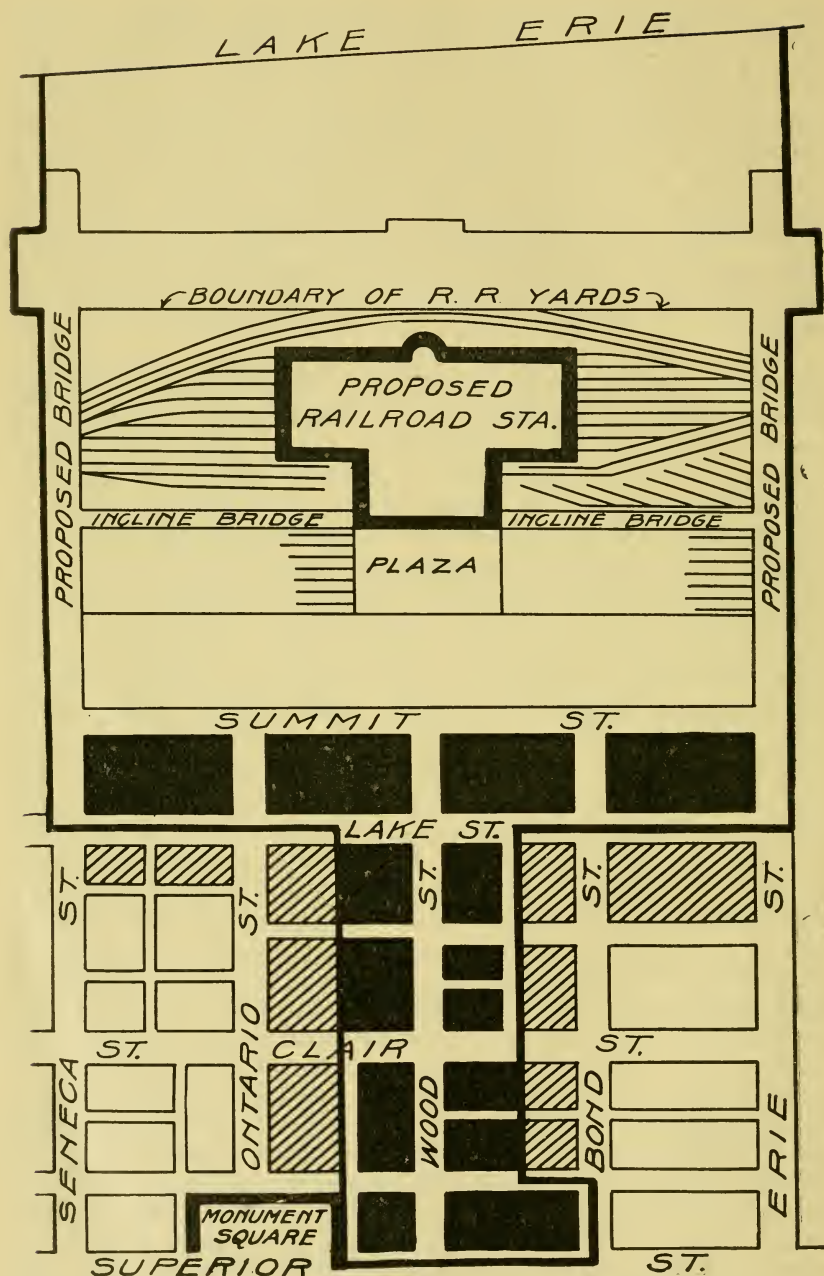 LAKE ERIE
BOUNDARY OF R. R. YARDS
PROPOSED BRIDGE
PROPOSED
RAILROAD STA.
PROPOSED BRIDGE
INCLINE BRIDGE
INCLINE BRIDGE
PLAZA
SUMMIT ST.
LAKE ST.
SENECA ST.
ONTARIO ST.
WOOD ST.
BOND ST.
ERIE ST.
ST. CLAIR ST.
MONUMENT
SQUARE
SUPERIOR ST.